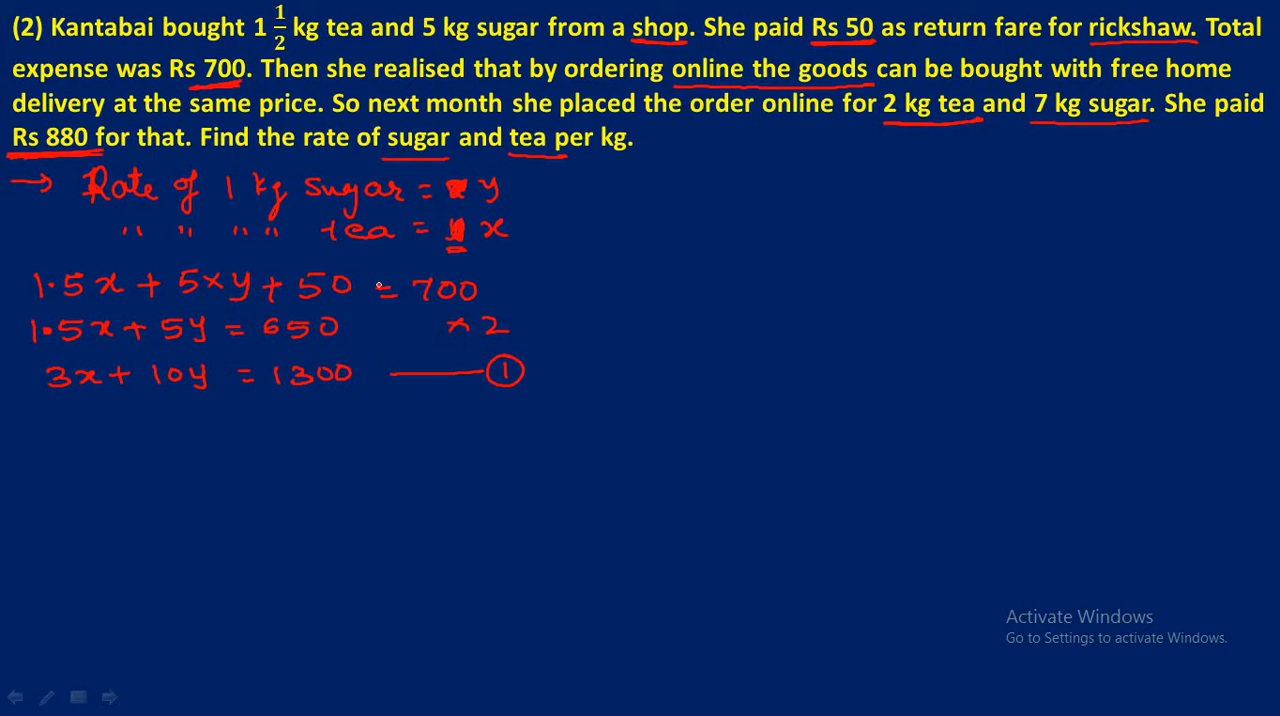 (2) Kantabai bought 1 1/2 kg tea and 5 kg sugar from a shop. She paid Rs 50 as return fare for rickshaw. Total
expense was Rs 700. Then she realised that by ordering online the goods can be bought with free home
delivery at the same price. So next month she placed the order online for 2 kg tea and 7 kg sugar. She paid
Rs 880 for that. Find the rate of sugar and tea per kg.
→ Rate of 1 kg sugar = y
" " " " tea = x
1.5x + 5×y + 50 = 700
1.5x + 5y = 650 × 2
3x + 10y = 1300 —— ①
Activate Windows
Go to Settings to activate Windows.